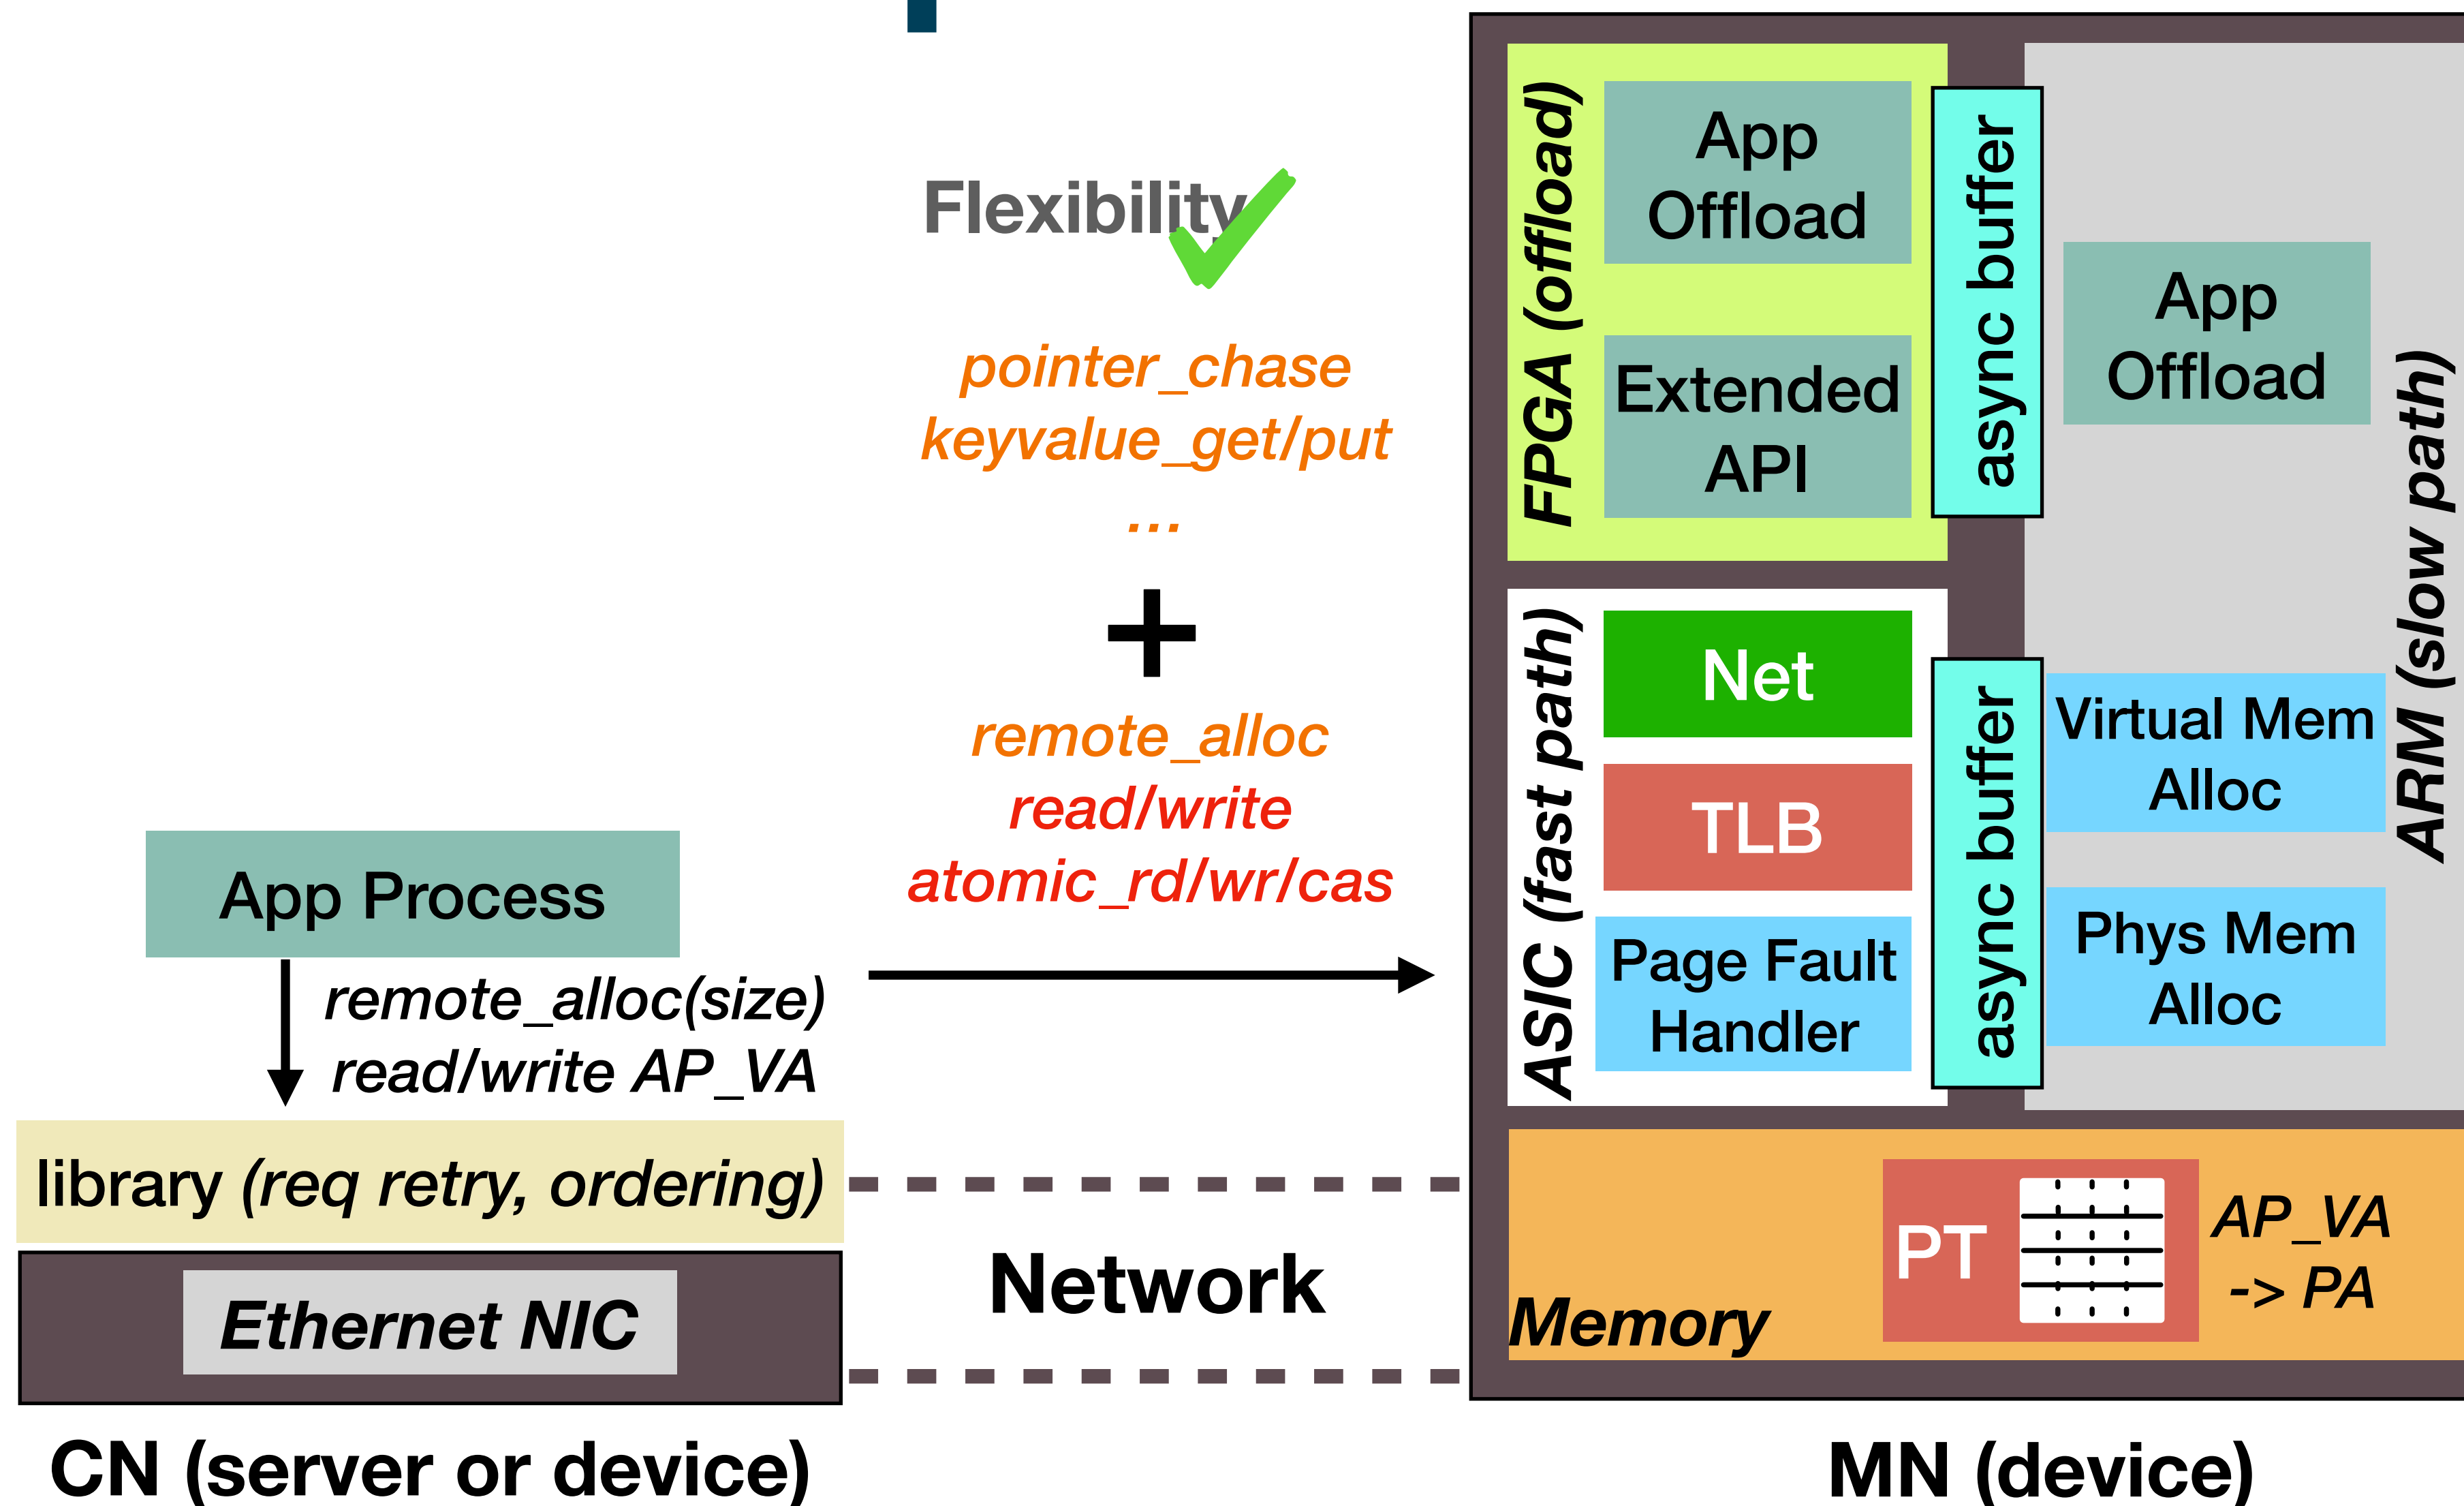 Flexibility
pointer_chase
keyvalue_get/put
...
+
remote_alloc
read/write
atomic_rd/wr/cas
App Process
remote_alloc(size)
read/write AP_VA
library (req retry, ordering)
Ethernet NIC
CN (server or device)
Network
FPGA (offload)
App
Offload
Extended
API
async buffer
App
Offload
ARM (slow path)
ASIC (fast path)
Net
TLB
Page Fault
Handler
async buffer
Virtual Mem
Alloc
Phys Mem
Alloc
Memory
PT
AP_VA
-> PA
MN (device)